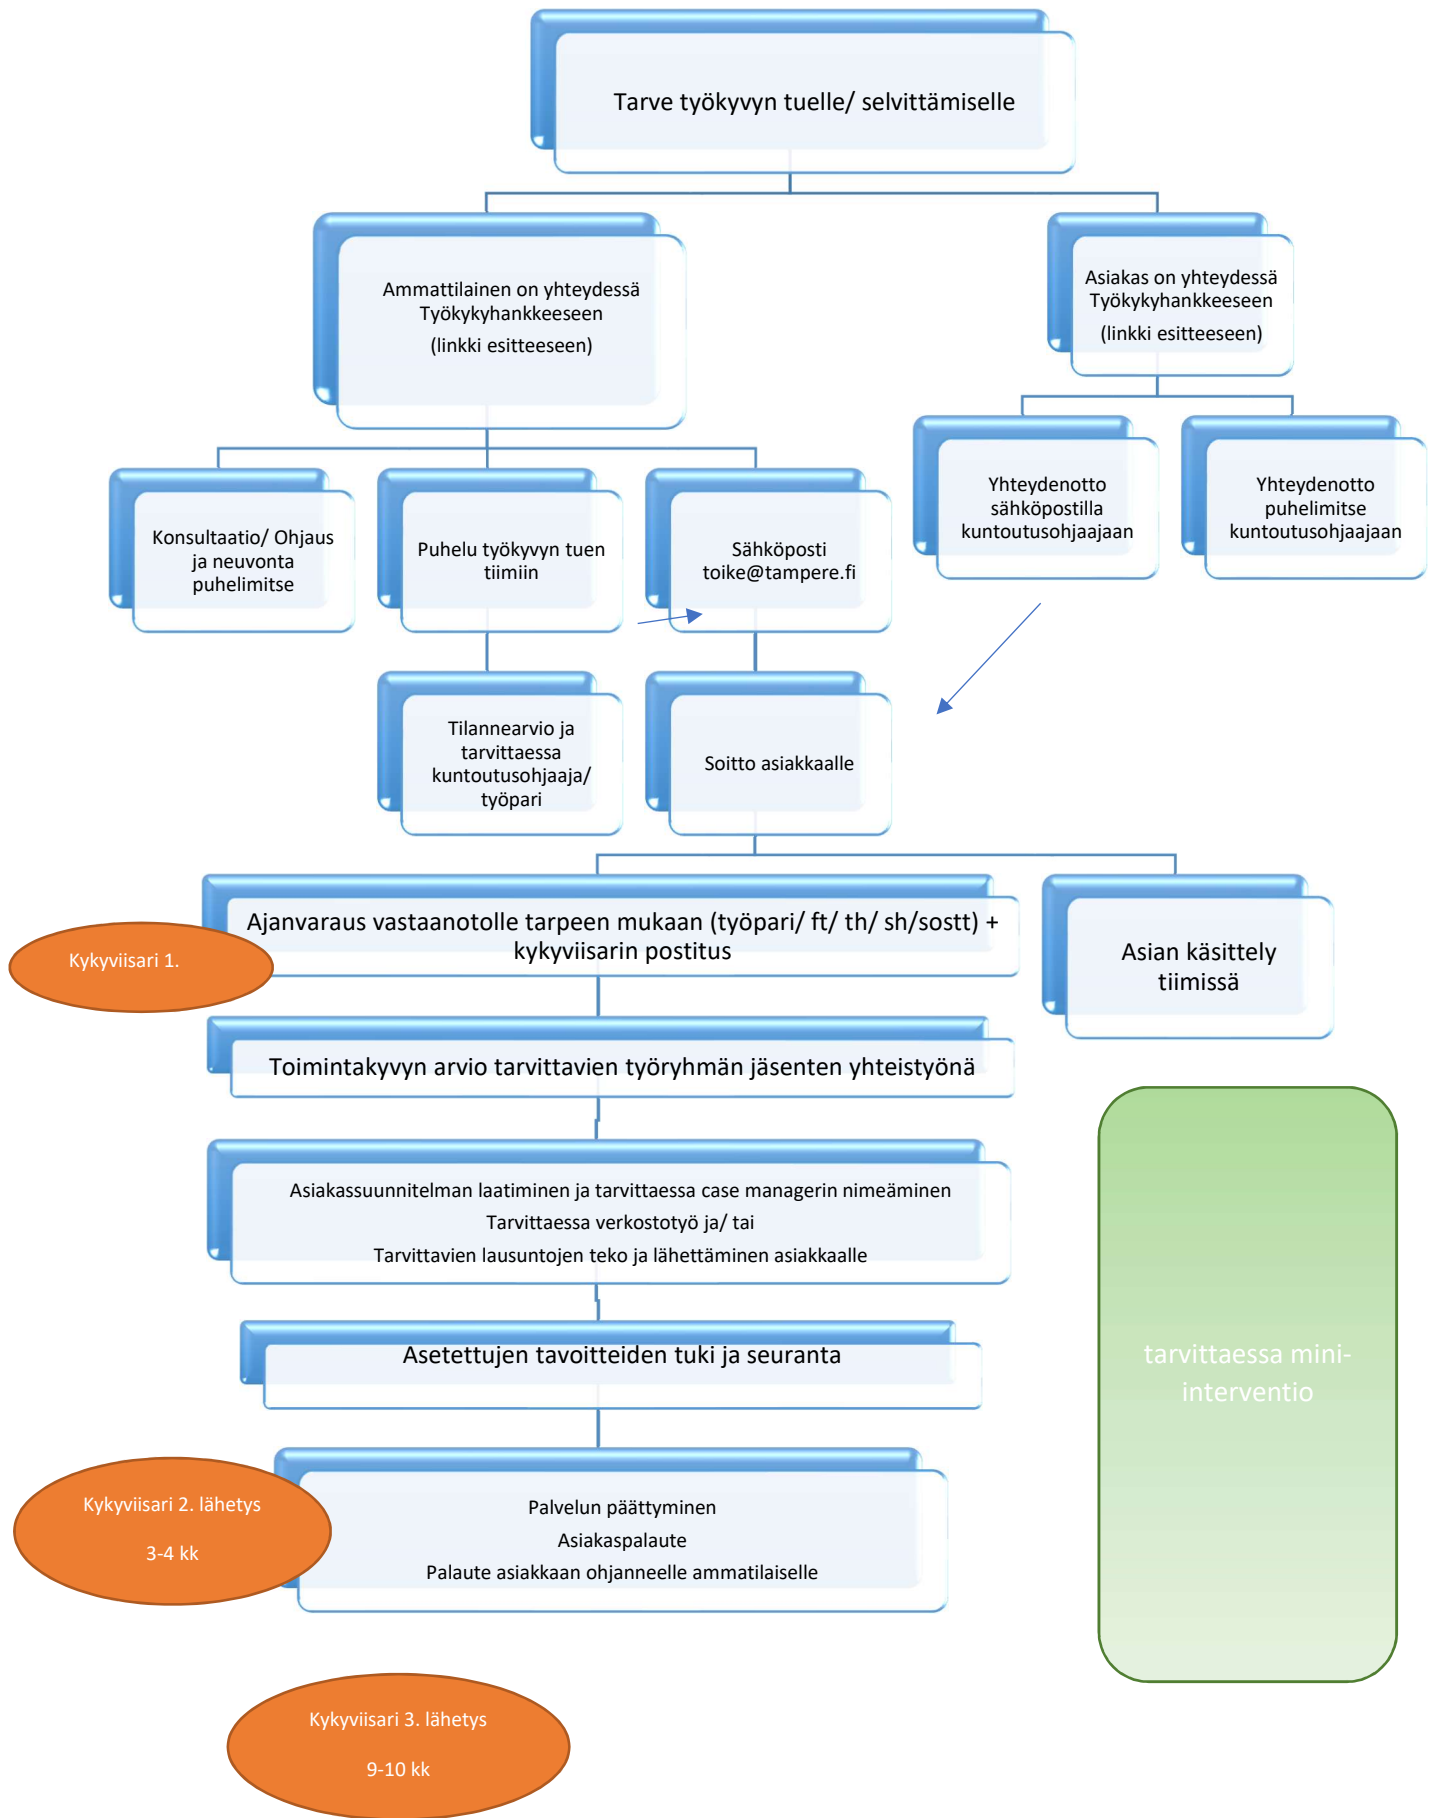 Tarve työkyvyn tuelle/ selvittämiselle
Ammattilainen on yhteydessä
Työkykyhankkeeseen
(linkki esitteeseen)
Asiakas on yhteydessä
Työkykyhankkeeseen
(linkki esitteeseen)
Konsultaatio/ Ohjaus
ja neuvonta
puhelimitse
Puhelu työkyvyn tuen
tiimiin
Sähköposti
toike@tampere.fi
Yhteydenotto
sähköpostilla
kuntoutusohjaajaan
Yhteydenotto
puhelimitse
kuntoutusohjaajaan
Tilannearvio ja
tarvittaessa
kuntoutusohjaaja/
työpari
Soitto asiakkaalle
Ajanvaraus vastaanotolle tarpeen mukaan (työpari/ ft/ th/ sh/sostt) +
kykyviisarin postitus
Kykyviisari 1.
Asian käsittely
tiimissä
Toimintakyvyn arvio tarvittavien työryhmän jäsenten yhteistyönä
Asiakassuunnitelman laatiminen ja tarvittaessa case managerin nimeäminen
Tarvittaessa verkostotyö ja/ tai
Tarvittavien lausuntojen teko ja lähettäminen asiakkaalle
Asetettujen tavoitteiden tuki ja seuranta
tarvittaessa mini-
interventio
Kykyviisari 2. lähetys
3-4 kk
Palvelun päättyminen
Asiakaspalaute
Palaute asiakkaan ohjanneelle ammatilaiselle
Kykyviisari 3. lähetys
9-10 kk